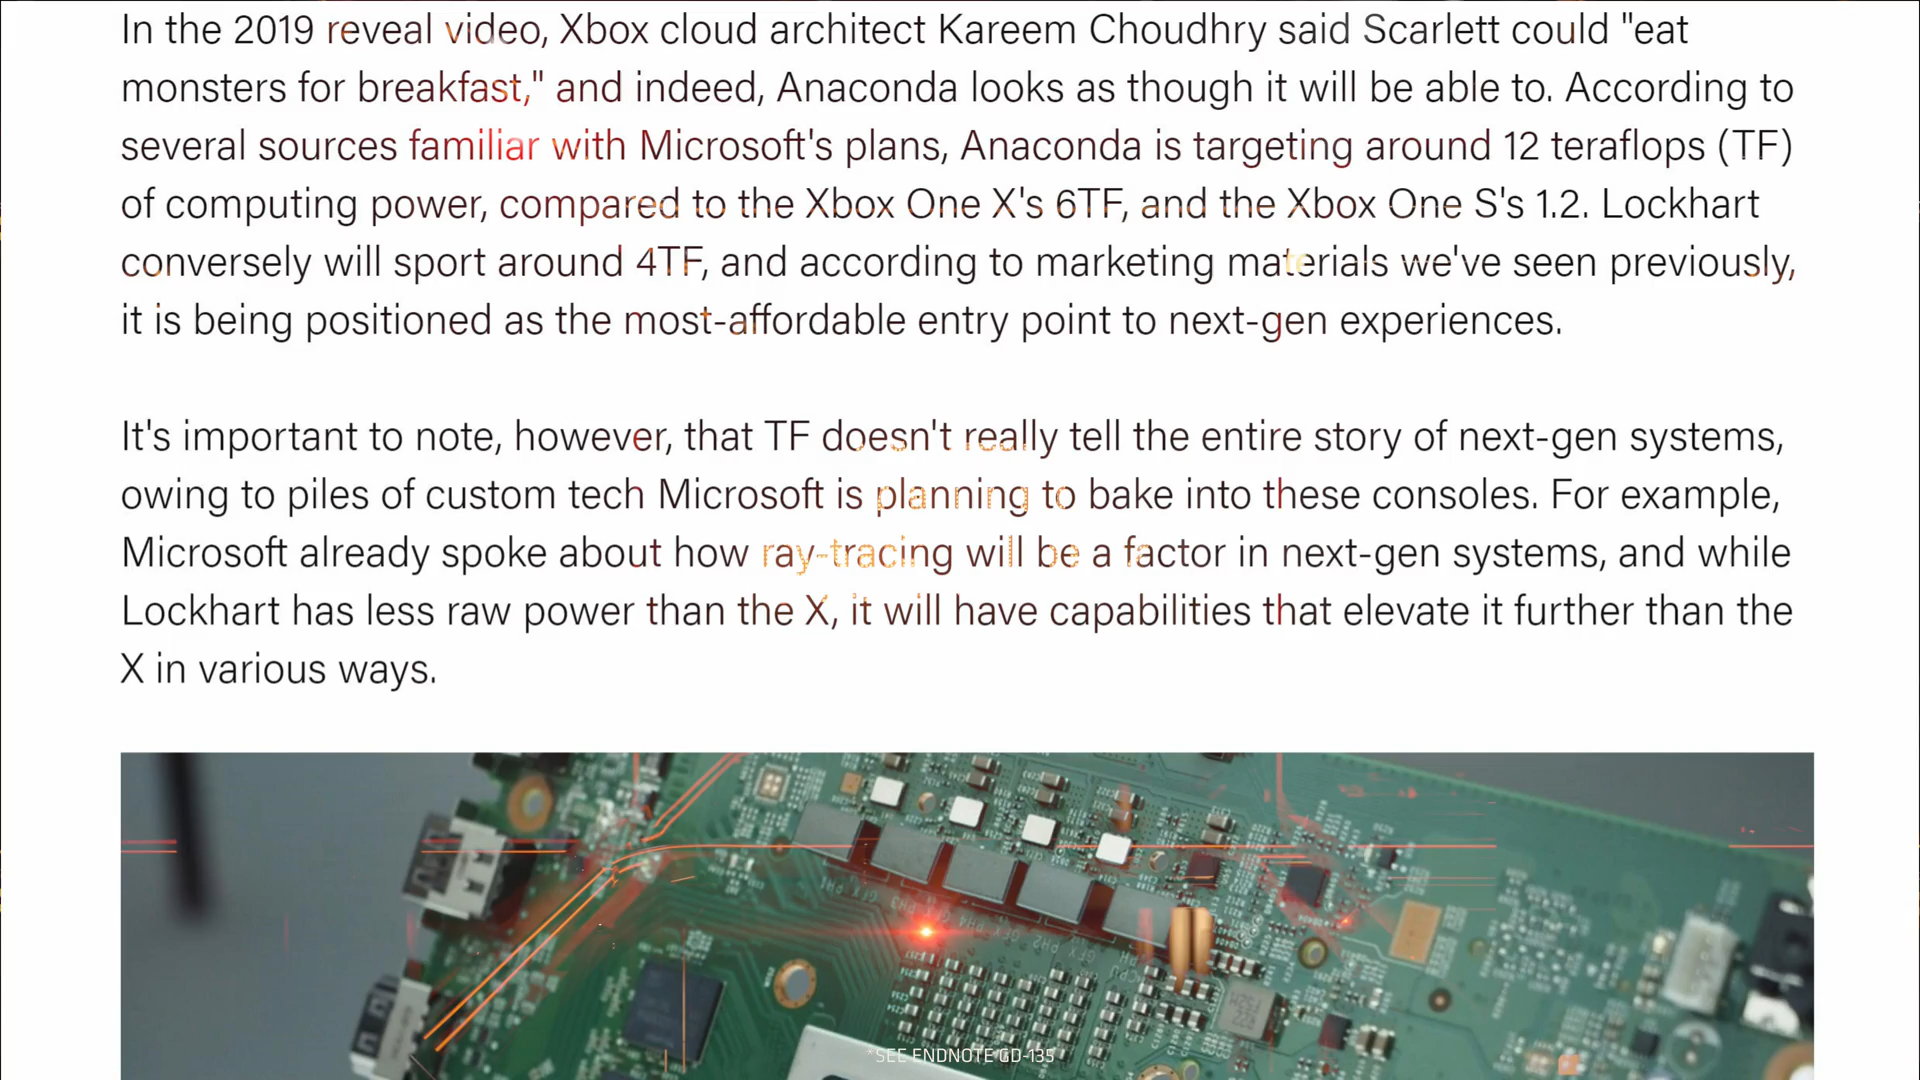 In the 2019 reveal video, Xbox cloud architect Kareem Choudhry said Scarlett could "eat
monsters for breakfast," and indeed, Anaconda looks as though it will be able to. According to
several sources familiar with Microsoft's plans, Anaconda is targeting around 12 teraflops (TF)
of computing power, compared to the Xbox One X's 6TF, and the Xbox One S's 1.2. Lockhart
conversely will sport around 4TF, and according to marketing materials we've seen previously,
it is being positioned as the most-affordable entry point to next-gen experiences.
It's important to note, however, that TF doesn't really tell the entire story of next-gen systems,
owing to piles of custom tech Microsoft is planning to bake into these consoles. For example,
Microsoft already spoke about how ray-tracing will be a factor in next-gen systems, and while
Lockhart has less raw power than the X, it will have capabilities that elevate it further than the
X in various ways.
*SEE ENDNOTE GD-135